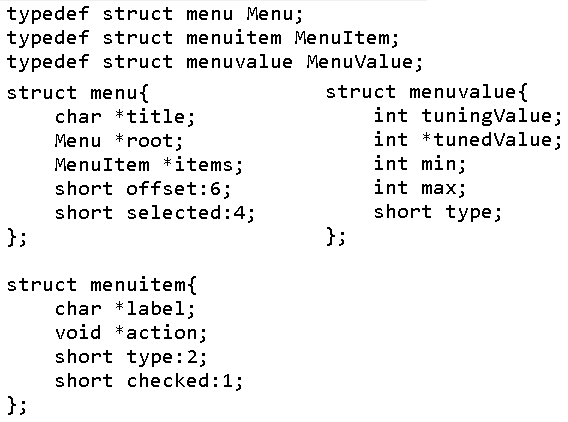 typedef struct menu Menu;
typedef struct menuitem MenuItem;
typedef struct menuvalue MenuValue;
struct menu{
    char *title;
    Menu *root;
    MenuItem *items;
    short offset:6;
    short selected:4;
};
struct menuvalue{
    int tuningValue;
    int *tunedValue;
    int min;
    int max;
    short type;
};
struct menuitem{
    char *label;
    void *action;
    short type:2;
    short checked:1;
};